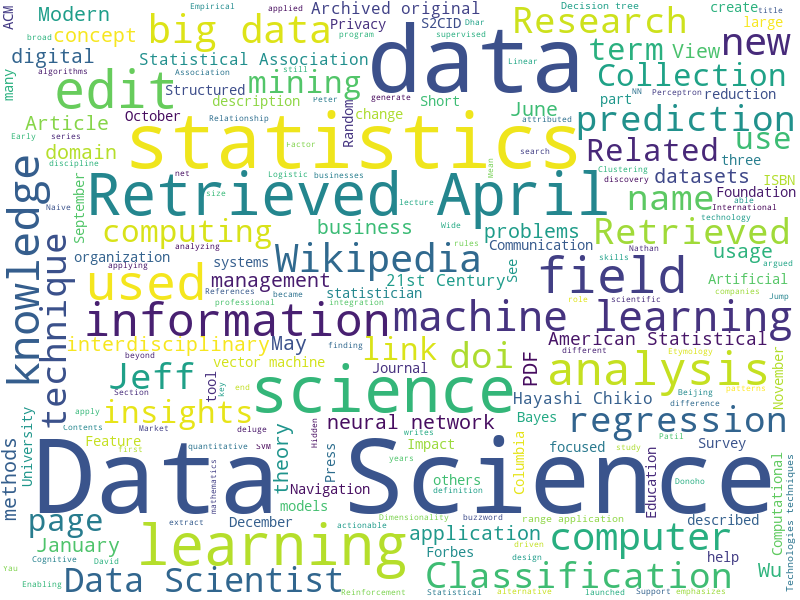 ACM
Modern
Empirical
applied
Archived original
Decision tree
title
broad
concept
big data
Privacy
S2CID
Dhar
create
large
program
supervised
Research
new
digital
Statistical Association
data
Linear
term
View
algorithms
Association
still
many
edit
Structured
mining
Collection
part
NN
Perceptron
reduction
description
Peter
generate
Short
October
Random
change
June
prediction
Article
Early
series
Relationship
attributed
statistics
Related
use
domain
discipline
Factor
search
three
net
Logistic
businesses
Mean
Clustering
discovery
datasets
ISBN
Naive
size
lecture
Retrieved April
name
Foundation
able
International
technology
knowledge
September
Wide
computing
business
problems
Retrieved
analyzing
rules
Communication
Nathan
usage
argued
organization
systems
Wikipedia
See
skills
field
Artificial
applying
used
management
21st Century
companies
References
became
statistician
Jump
professional
integration
role
scientific
technique
information
machine learning
interdisciplinary
May
finding
link
doi
American Statistical
different
Etymology
beyond
vector machine
Journal
PDF
analysis
November
Jeff
tool
key
end
science
Beijing
patterns
Section
Hayashi Chikio
difference
apply
insights
neural network
Bayes
regression
Contents
Market
deluge
Hidden
writes
University
Feature
first
quantitative
SVM
theory
Press
Impact
focused
Survey
Patil
methods
years
others
Columbia
study
Data Science
mathematics
Navigation
definition
Education
Donoho
Computational
Technologies techniques
models
extract
actionable
page
December
Dimensionality
buzzword
range application
described
January
learning
application
driven
computer
Yau
Cognitive
David
Forbes
design
help
Wu
Enabling
Data Scientist
Reinforcement
Classification
Statistical
alternative
launched
Support
emphasizes